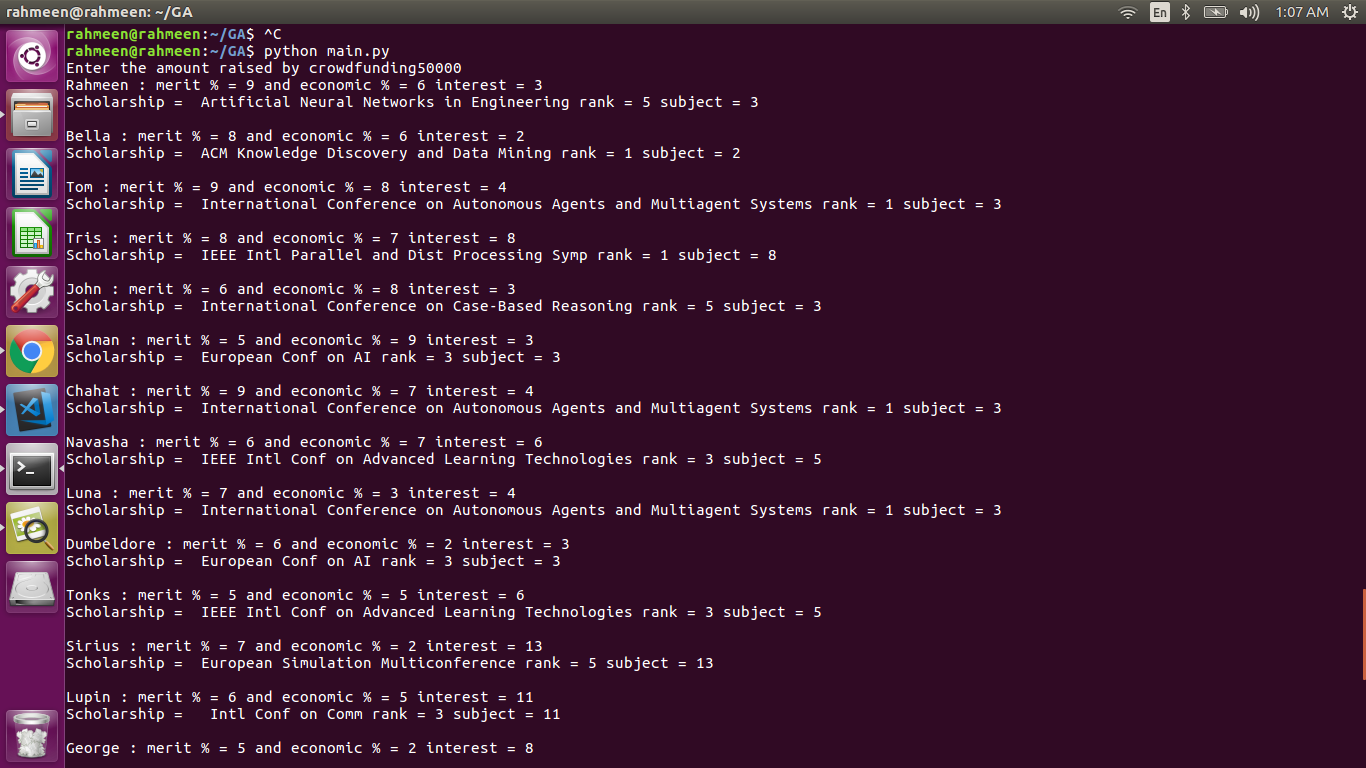 rahmeen@rahmeen: ~/GA
En
1:07 AM
rahmeen@rahmeen:~/GA$ ^C
rahmeen@rahmeen:~/GA$ python main.py
Enter the amount raised by crowdfunding50000
Rahmeen : merit % = 9 and economic % = 6 interest = 3
Scholarship =  Artificial Neural Networks in Engineering rank = 5 subject = 3
Bella : merit % = 8 and economic % = 6 interest = 2
Scholarship =  ACM Knowledge Discovery and Data Mining rank = 1 subject = 2
Tom : merit % = 9 and economic % = 8 interest = 4
Scholarship =  International Conference on Autonomous Agents and Multiagent Systems rank = 1 subject = 3
Tris : merit % = 8 and economic % = 7 interest = 8
Scholarship =  IEEE Intl Parallel and Dist Processing Symp rank = 1 subject = 8
John : merit % = 6 and economic % = 8 interest = 3
Scholarship =  International Conference on Case-Based Reasoning rank = 5 subject = 3
Salman : merit % = 5 and economic % = 9 interest = 3
Scholarship =  European Conf on AI rank = 3 subject = 3
Chahat : merit % = 9 and economic % = 7 interest = 4
Scholarship =  International Conference on Autonomous Agents and Multiagent Systems rank = 1 subject = 3
Navasha : merit % = 6 and economic % = 7 interest = 6
Scholarship =  IEEE Intl Conf on Advanced Learning Technologies rank = 3 subject = 5
Luna : merit % = 7 and economic % = 3 interest = 4
Scholarship =  International Conference on Autonomous Agents and Multiagent Systems rank = 1 subject = 3
Dumbeldore : merit % = 6 and economic % = 2 interest = 3
Scholarship =  European Conf on AI rank = 3 subject = 3
Tonks : merit % = 5 and economic % = 5 interest = 6
Scholarship =  IEEE Intl Conf on Advanced Learning Technologies rank = 3 subject = 5
Sirius : merit % = 7 and economic % = 2 interest = 13
Scholarship =  European Simulation Multiconference rank = 5 subject = 13
Lupin : merit % = 6 and economic % = 5 interest = 11
Scholarship =   Intl Conf on Comm rank = 3 subject = 11
George : merit % = 5 and economic % = 2 interest = 8